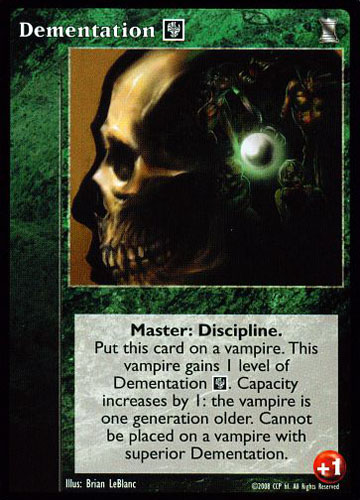 Dementation
Master: Discipline.
Put this card on a vampire. This
vampire gains 1 level of
Dementation. Capacity
increases by 1: the vampire is
one generation older. Cannot
be placed on a vampire with
superior Dementation.
+1
Illus: Brian LeBlanc
©2008 CCP hf. All Rights Reserved